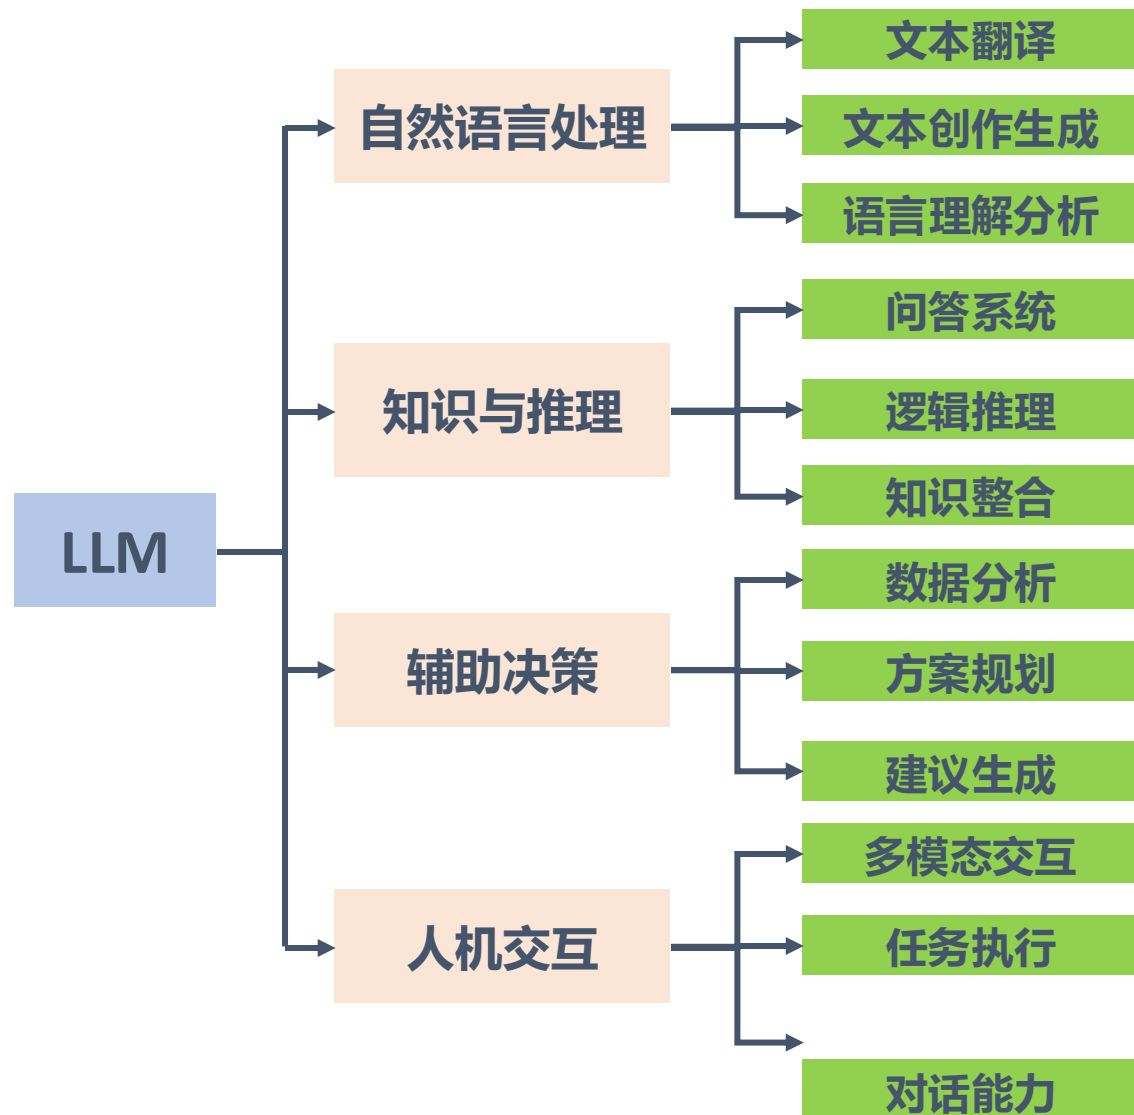 LLM
自然语言处理
文本翻译
文本创作生成
语言理解分析
知识与推理
问答系统
逻辑推理
知识整合
辅助决策
数据分析
方案规划
建议生成
人机交互
多模态交互
任务执行
对话能力